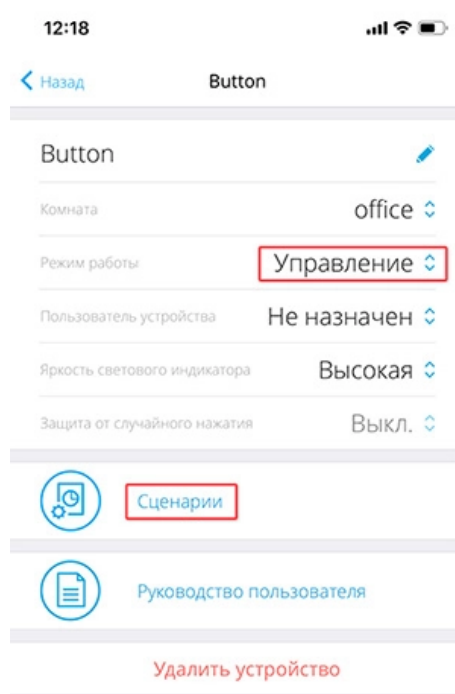 12:18
Назад
Button
Button
Комната office
Режим работы Управление
Пользователь устройства Не назначен
Яркость светового индикатора Высокая
Защита от случайного нажатия Выкл.
Сценарии
Руководство пользователя
Удалить устройство